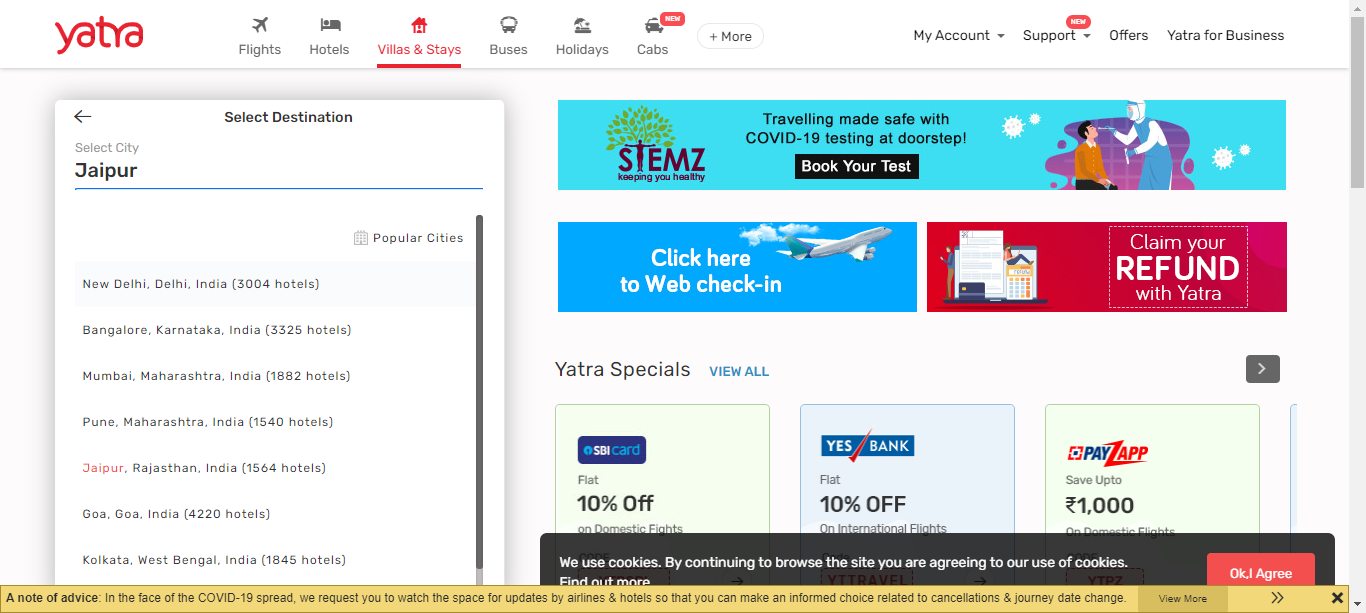 yatra
Flights
Hotels
Villas & Stays
Buses
Holidays
NEW
Cabs
+ More
My Account
NEW
Support
Offers
Yatra for Business
Select Destination
Select City
Jaipur
Popular Cities
New Delhi, Delhi, India (3004 hotels)
Bangalore, Karnataka, India (3325 hotels)
Mumbai, Maharashtra, India (1882 hotels)
Pune, Maharashtra, India (1540 hotels)
Jaipur, Rajasthan, India (1564 hotels)
Goa, Goa, India (4220 hotels)
Kolkata, West Bengal, India (1845 hotels)
STEMZ
keeping you healthy
Travelling made safe with
COVID-19 testing at doorstep!
Book Your Test
Click here
to Web check-in
Claim your
REFUND
with Yatra
Yatra Specials
VIEW ALL
SBI card
Flat
10% Off
on Domestic Fights
CODE
YES BANK
Flat
10% OFF
On International Flights
Code
YTTRAVEL
PAYZAPP
Save Upto
₹1,000
On Domestic Flights
CODE
YTPZ
We use cookies. By continuing to browse the site you are agreeing to our use of cookies.
Find out more
Ok,I Agree
A note of advice: In the face of the COVID-19 spread, we request you to watch the space for updates by airlines & hotels so that you can make an informed choice related to cancellations & journey date change.
View More